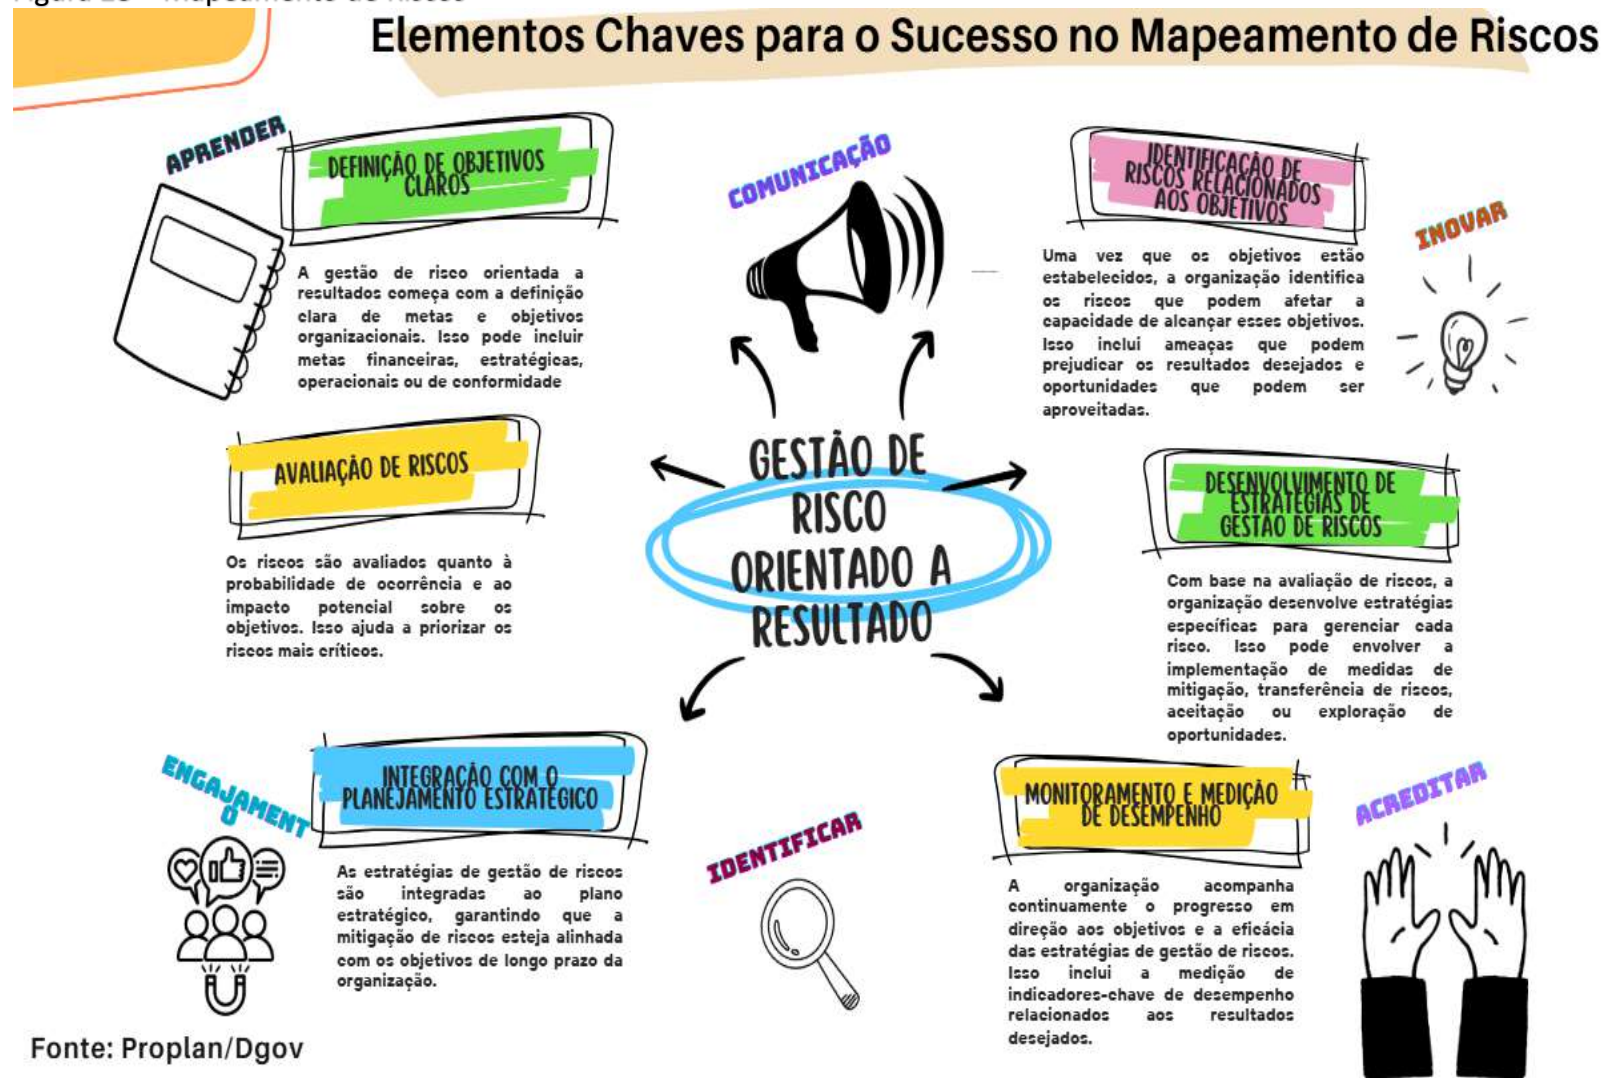 Elementos Chaves para o Sucesso no Mapeamento de Riscos
APRENDER
DEFINIÇÃO DE OBJETIVOS
CLAROS
A gestão de risco orientada a
resultados começa com a definição
clara de metas e objetivos
organizacionais. Isso pode incluir
metas financeiras, estratégicas,
operacionais ou de conformidade
COMUNICAÇÃO
IDENTIFICAÇÃO DE
RISCOS RELACIONADOS
AOS OBJETIVOS
INOVAR
Uma vez que os objetivos estão
estabelecidos, a organização identifica
os riscos que podem afetar a
capacidade de alcançar esses objetivos.
Isso inclui ameaças que podem
prejudicar os resultados desejados e
oportunidades que podem ser
aproveitadas.
AVALIAÇÃO DE RISCOS
Os riscos são avaliados quanto à
probabilidade de ocorrência e ao
impacto potencial sobre os
objetivos. Isso ajuda a priorizar os
riscos mais críticos.
GESTÃO DE
RISCO
ORIENTADO A
RESULTADO
DESENVOLVIMENTO DE
ESTRATÉGIAS DE
GESTÃO DE RISCOS
Com base na avaliação de riscos, a
organização desenvolve estratégias
específicas para gerenciar cada
risco. Isso pode envolver a
implementação de medidas de
mitigação, transferência de riscos,
aceitação ou exploração de
oportunidades.
ENGAJAMENT
O
INTEGRAÇÃO COM O
PLANEJAMENTO ESTRATÉGICO
As estratégias de gestão de riscos
são integradas ao plano
estratégico, garantindo que a
mitigação de riscos esteja alinhada
com os objetivos de longo prazo da
organização.
IDENTIFICAR
MONITORAMENTO E MEDIÇÃO
DE DESEMPENHO
A organização acompanha
continuamente o progresso em
direção aos objetivos e a eficácia
das estratégias de gestão de riscos.
Isso inclui a medição de
indicadores-chave de desempenho
relacionados aos resultados
desejados.
ACREDITAR
Fonte: Proplan/Dgov